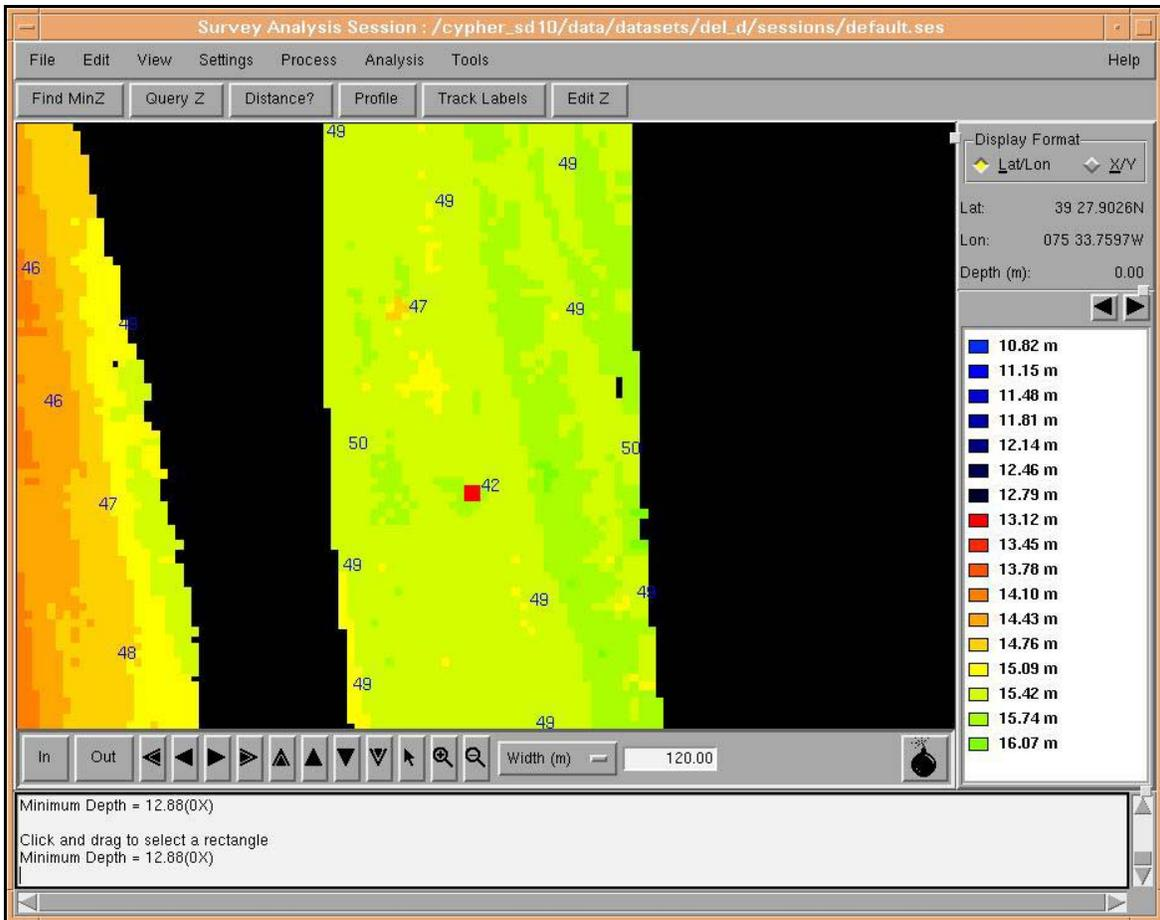 Survey Analysis Session : /cypher_sd10/data/datasets/del_d/sessions/default.ses
File Edit View Settings Process Analysis Tools Help
Find MinZ Query Z Distance? Profile Track Labels Edit Z
49
49
49
46
47
49
49
46
50
50
42
47
49
49
49
48
49
49
Display Format
Lat/Lon X/Y
Lat: 39 27.9026N
Lon: 075 33.7597W
Depth (m): 0.00
10.82 m
11.15 m
11.48 m
11.81 m
12.14 m
12.46 m
12.79 m
13.12 m
13.45 m
13.78 m
14.10 m
14.43 m
14.76 m
15.09 m
15.42 m
15.74 m
16.07 m
In Out Width (m) 120.00
Minimum Depth = 12.88(0X)
Click and drag to select a rectangle
Minimum Depth = 12.88(0X)